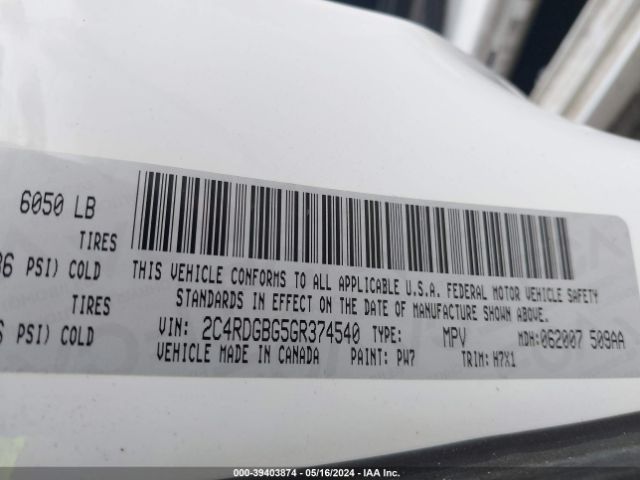 6050 LB
TIRES
PSI) COLD
TIRES
PSI) COLD
THIS VEHICLE CONFORMS TO ALL APPLICABLE U.S.A. FEDERAL MOTOR VEHICLE SAFETY
STANDARDS IN EFFECT ON THE DATE OF MANUFACTURE SHOWN ABOVE.
VIN: 2C4RDGBG5GR374540 TYPE: MPV MDH:062007 509AA
VEHICLE MADE IN CANADA PAINT: PW7 TRIM: H7X1
000-39403874 | 05/16/2024 | IAA Inc.